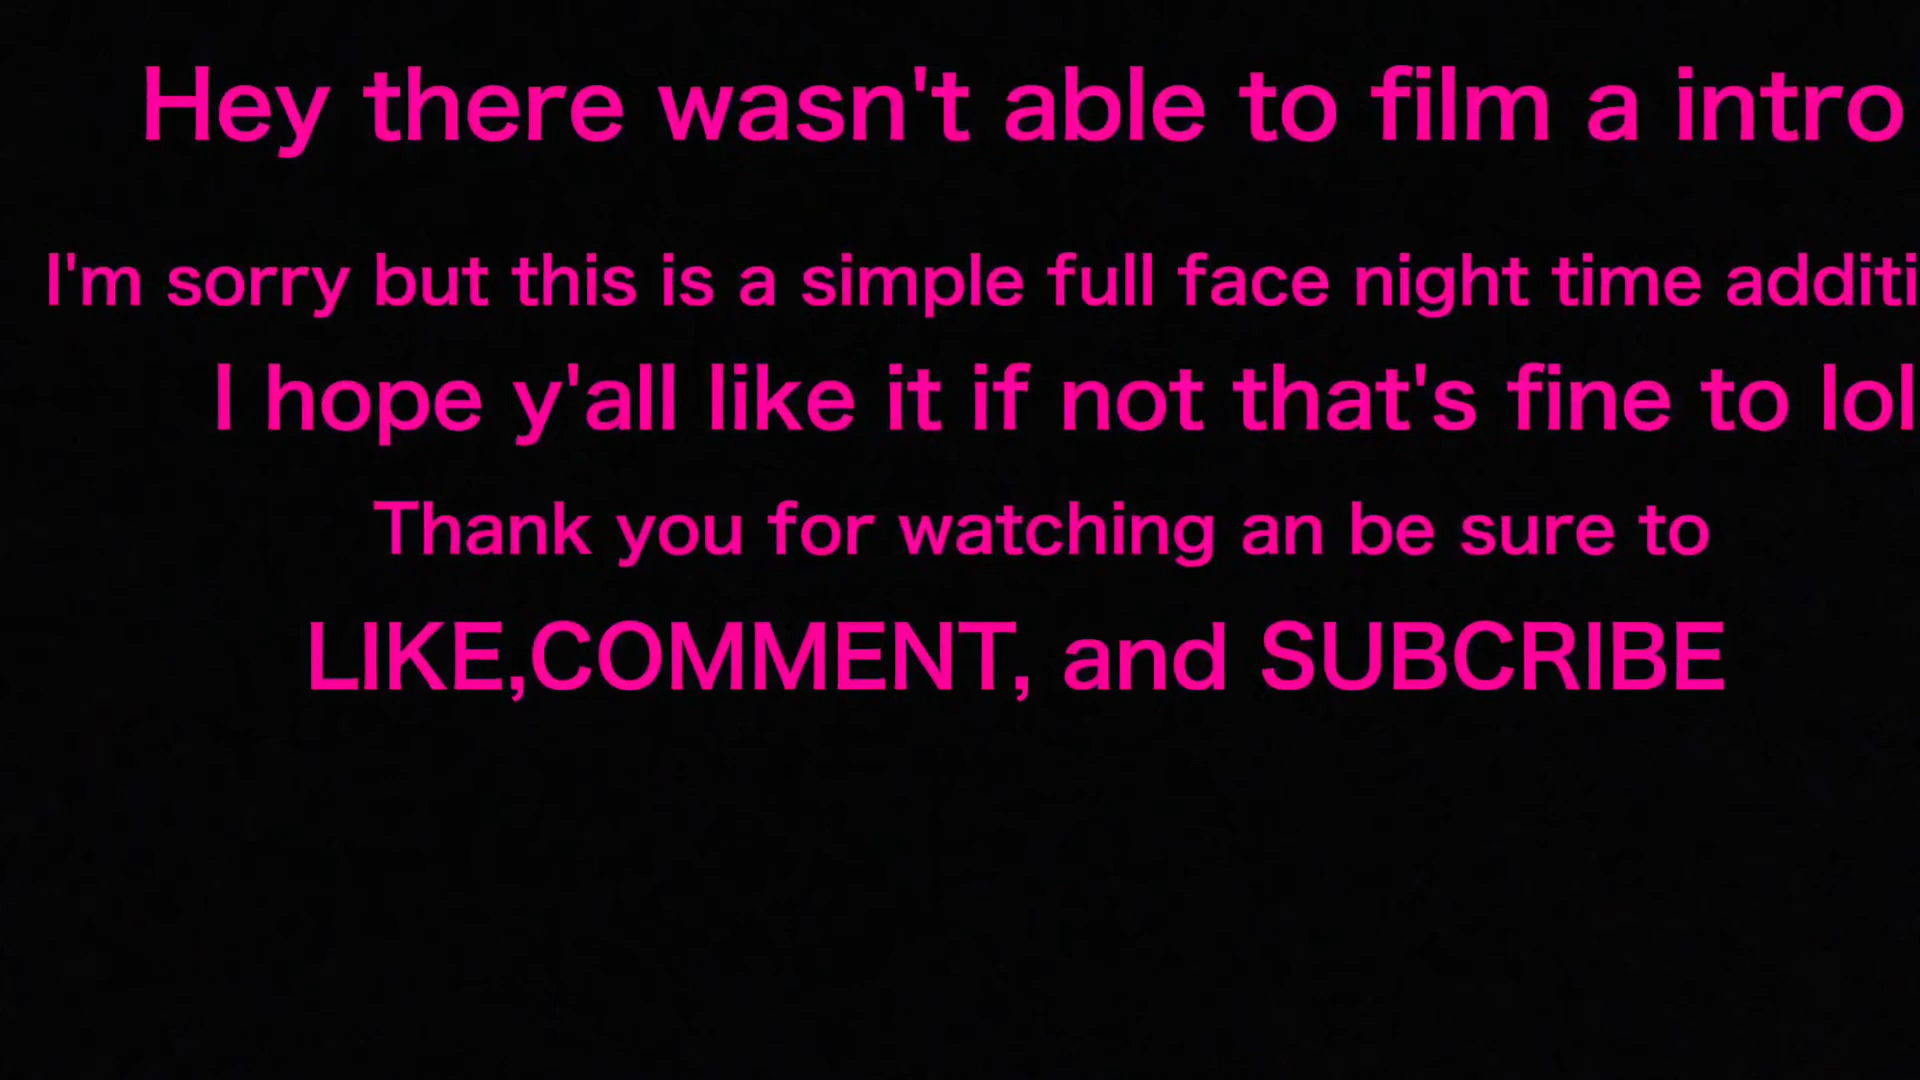 Hey there wasn't able to film a intro
I'm sorry but this is a simple full face night time additi
I hope y'all like it if not that's fine to lol
Thank you for watching an be sure to
LIKE,COMMENT, and SUBCRIBE